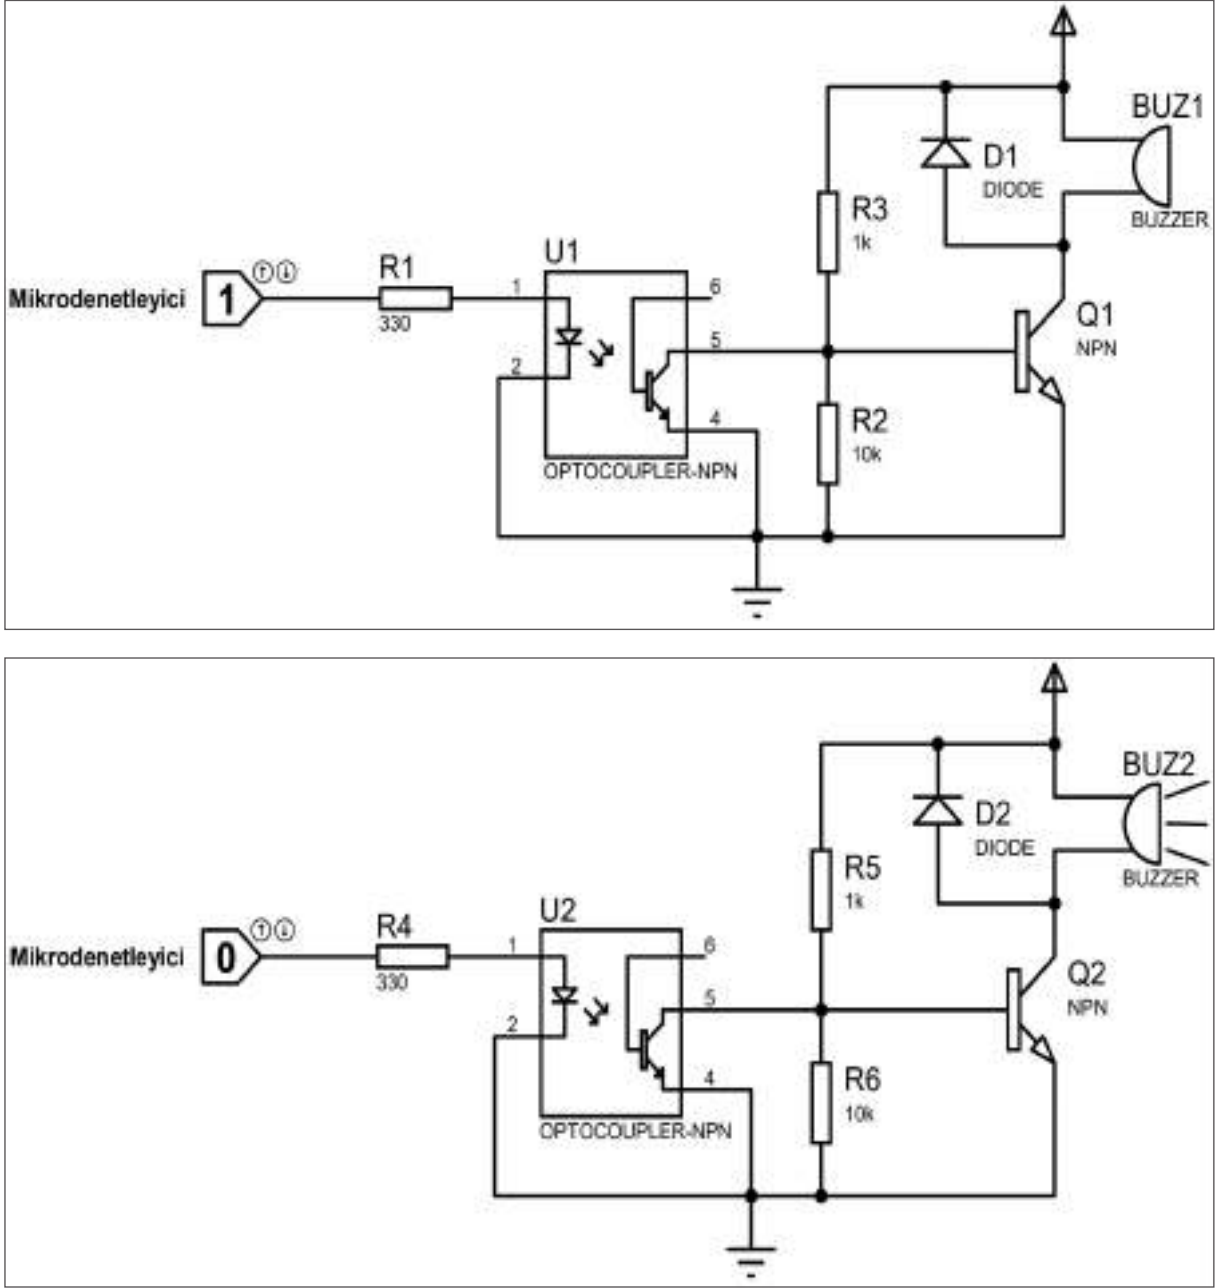 BUZ1
D1
DIODE
BUZZER
R3
1k
U1
R1
Mikrodenetleyici
1
330
1
6
5
2
4
Q1
NPN
R2
10k
OPTOCOUPLER-NPN
BUZ2
D2
DIODE
BUZZER
R5
1k
U2
R4
Mikrodenetleyici
0
330
1
6
5
2
4
Q2
NPN
R6
10k
OPTOCOUPLER-NPN